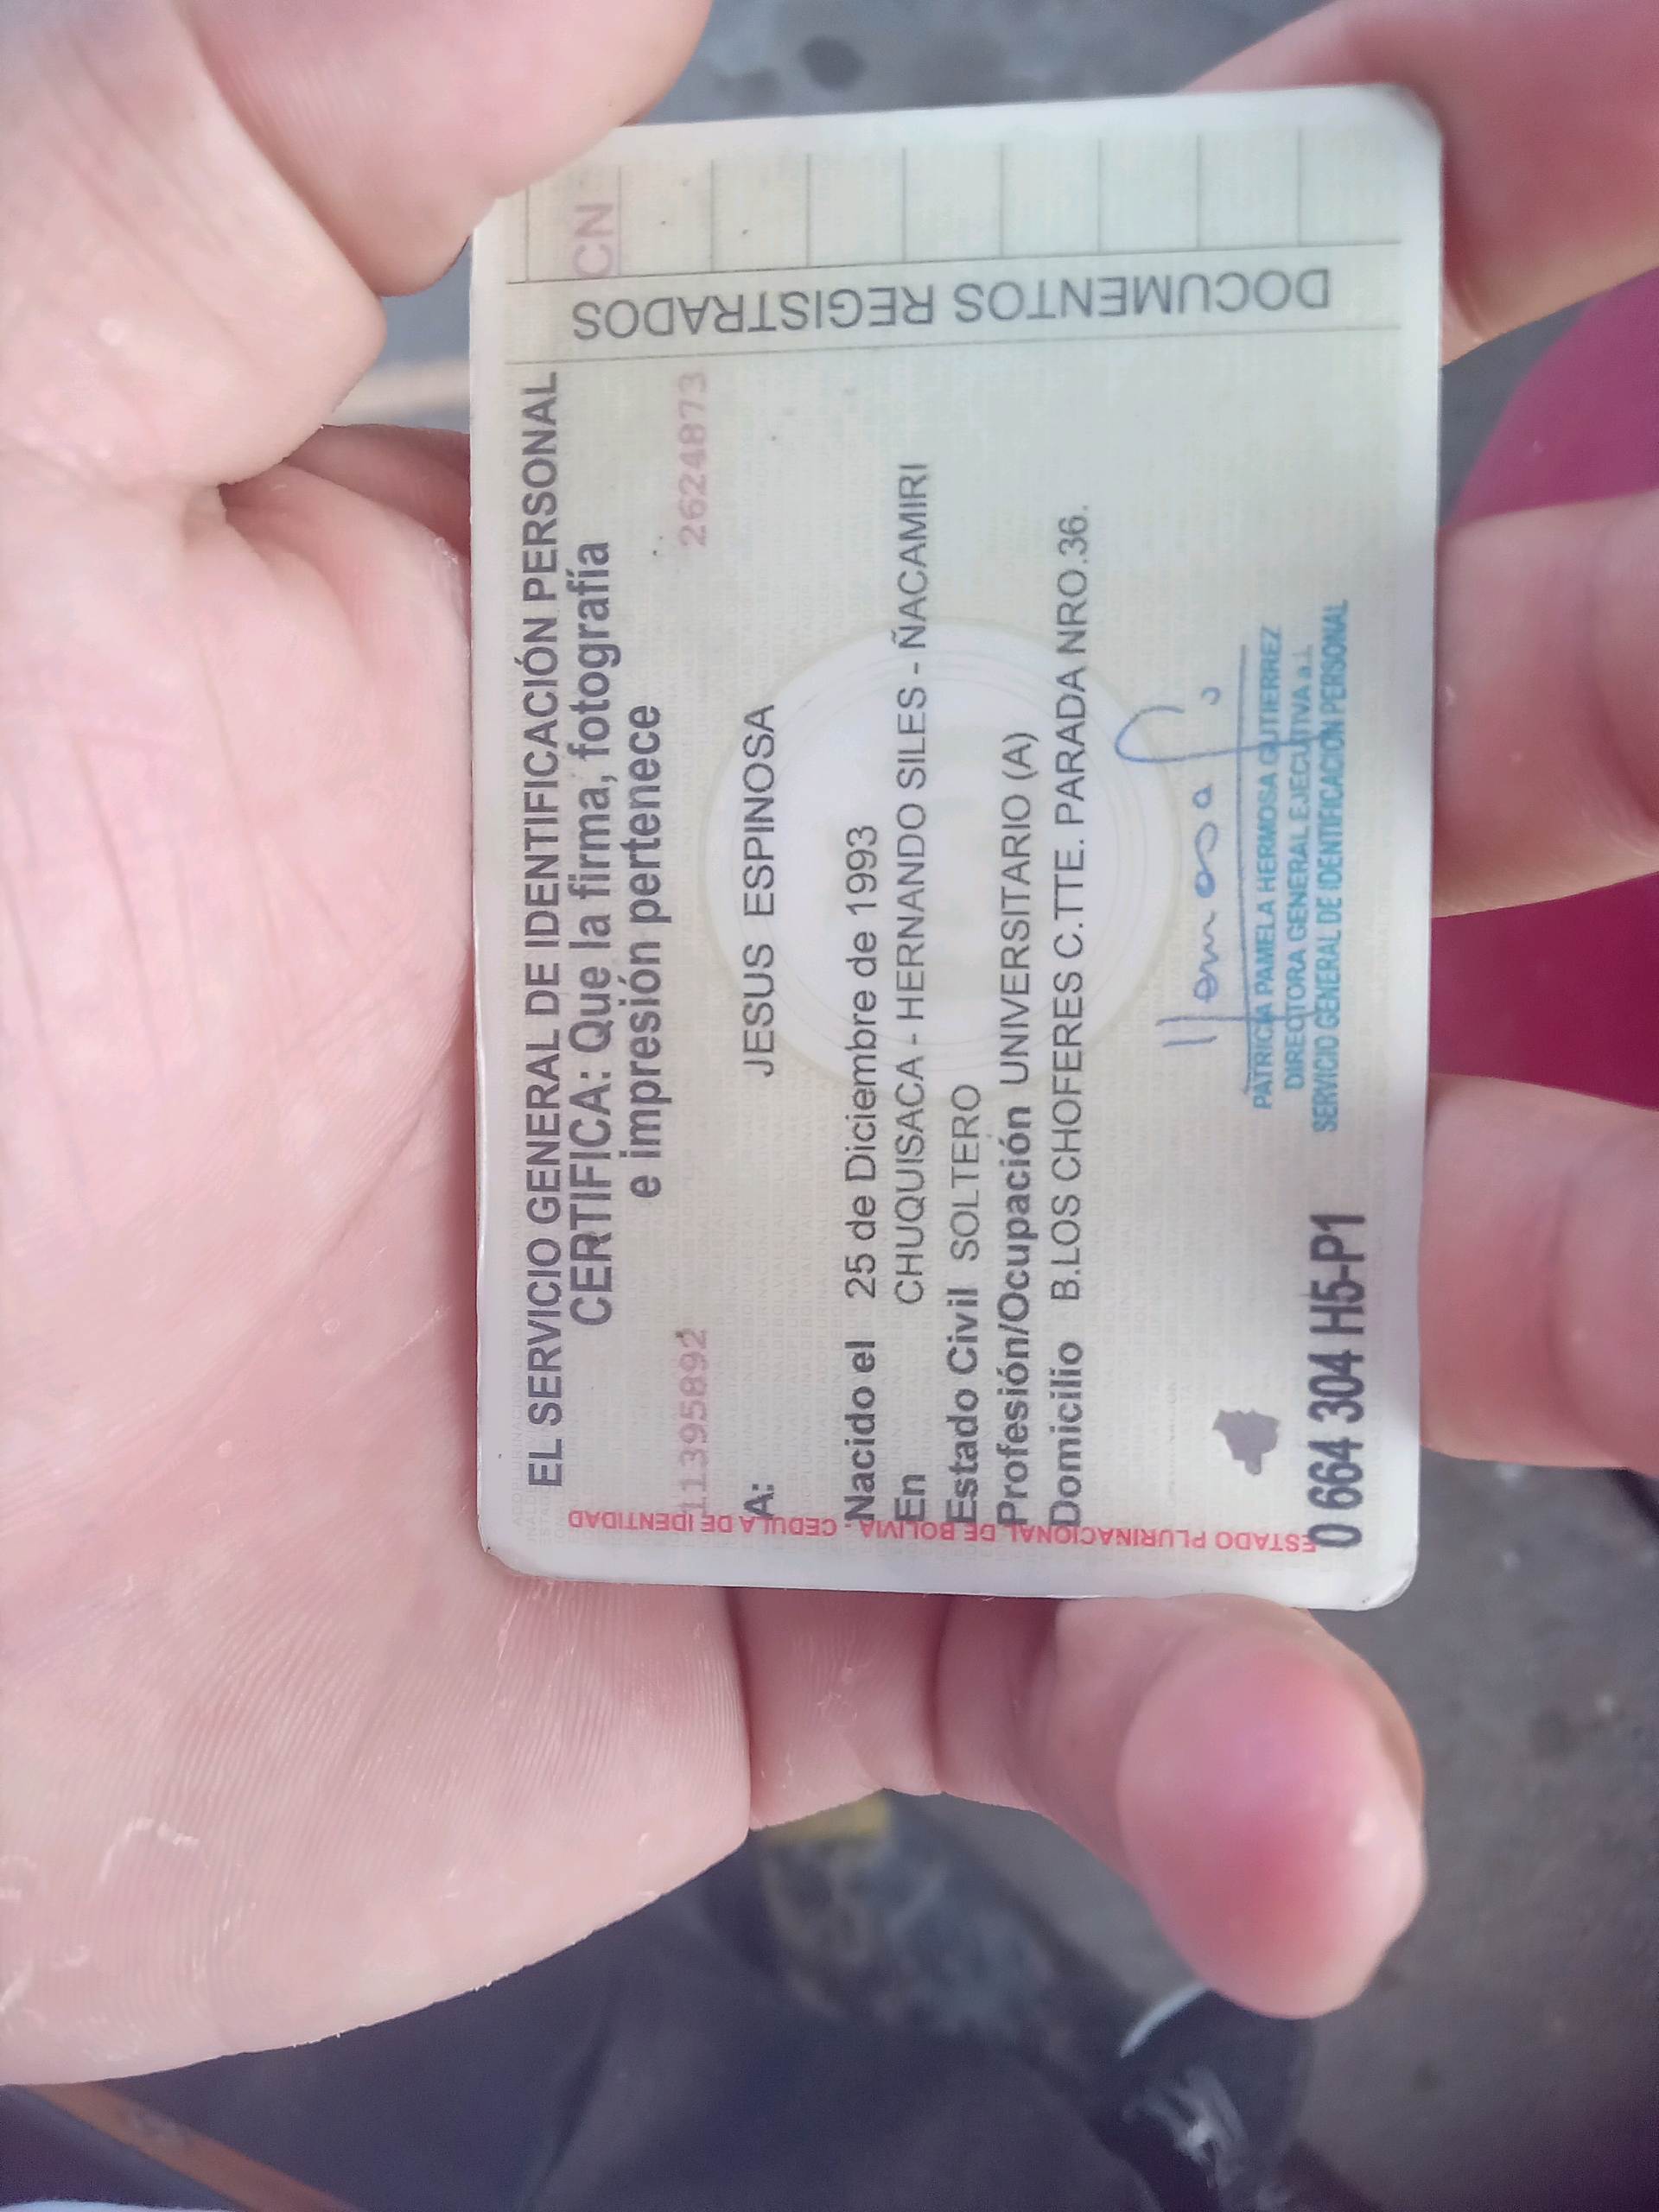 EL SERVICIO GENERAL DE IDENTIFICACIÓN PERSONAL
CERTIFICA: Que la firma, fotografía
e impresión pertenece
11395892 2624873
A: JESUS ESPINOSA
Nacido el 25 de Diciembre de 1993
En CHUQUISACA - HERNANDO SILES - ÑACAMIRI
Estado Civil SOLTERO
Profesión/Ocupación UNIVERSITARIO (A)
Domicilio B.LOS CHOFERES C.TTE. PARADA NRO.36.
Hermosa G.
PATRICIA PAMELA HERMOSA GUTIERREZ
DIRECTORA GENERAL EJECUTIVA a.i.
SERVICIO GENERAL DE IDENTIFICACION PERSONAL
0 664 304 H5-P1
ESTADO PLURINACIONAL DE BOLIVIA - CEDULA DE IDENTIDAD
DOCUMENTOS REGISTRADOS
CN